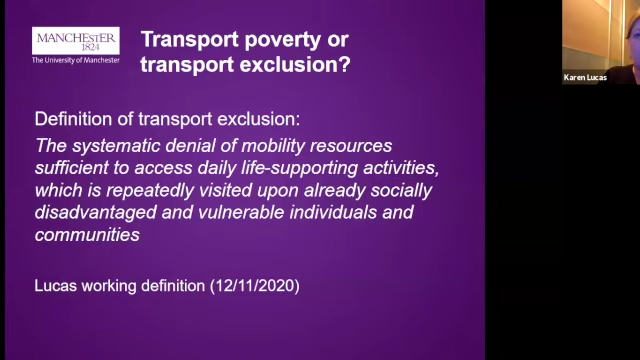 MANCHESTER
1824
The University of Manchester
Transport poverty or
transport exclusion?
Definition of transport exclusion:
The systematic denial of mobility resources
sufficient to access daily life-supporting activities,
which is repeatedly visited upon already socially
disadvantaged and vulnerable individuals and
communities
Lucas working definition (12/11/2020)
Karen Lucas